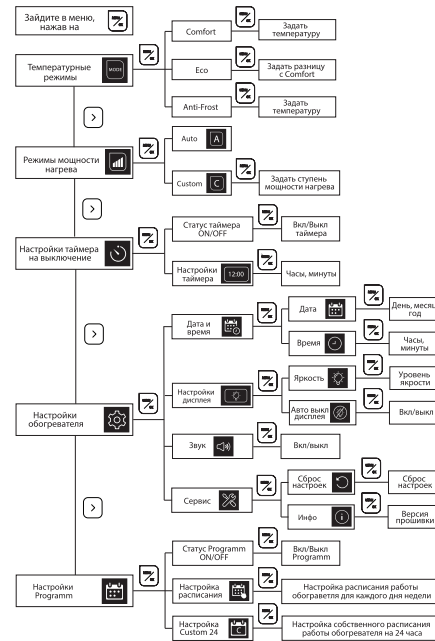 Зайдите в меню,
нажав на
Температурные
режимы
MODE
Comfort
Задать
температуру
Eco
Задать разницу
с Comfort
Anti-Frost
Задать
температуру
Режимы мощности
нагрева
Auto
A
Custom
C
Задать ступень
мощности нагрева
Настройки таймера
на выключение
Статус таймера
ON/OFF
Вкл/Выкл
таймера
Настройки
таймера
12:00
Часы, минуты
Настройки
обогревателя
Дата и
время
Дата
День, месяц,
год
Время
Часы,
минуты
Настройки
дисплея
Яркость
Уровень
якрости
Авто выкл
дисплея
Вкл/выкл
Звук
Вкл/выкл
Сервис
Сброс
настроек
Сброс
настроек
Инфо
Версия
прошивки
Настройки
Programm
Статус Programm
ON/OFF
Вкл/Выкл
Programm
Настройка
расписания
Настройка расписания работы
обограветля для каждого дня недели
Настройка
Custom 24
C
Настройка собственного расписания
работы обогревателя на 24 часа